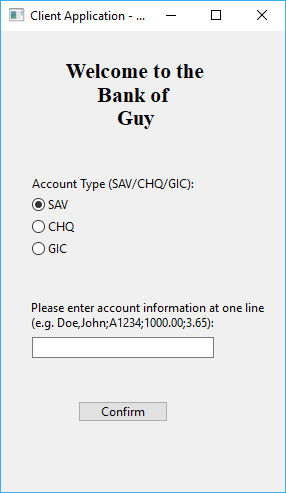 Client Application - ...
Welcome to the
Bank of
Guy
Account Type (SAV/CHQ/GIC):
SAV
CHQ
GIC
Please enter account information at one line
(e.g. Doe,John;A1234;1000.00;3.65):
Confirm